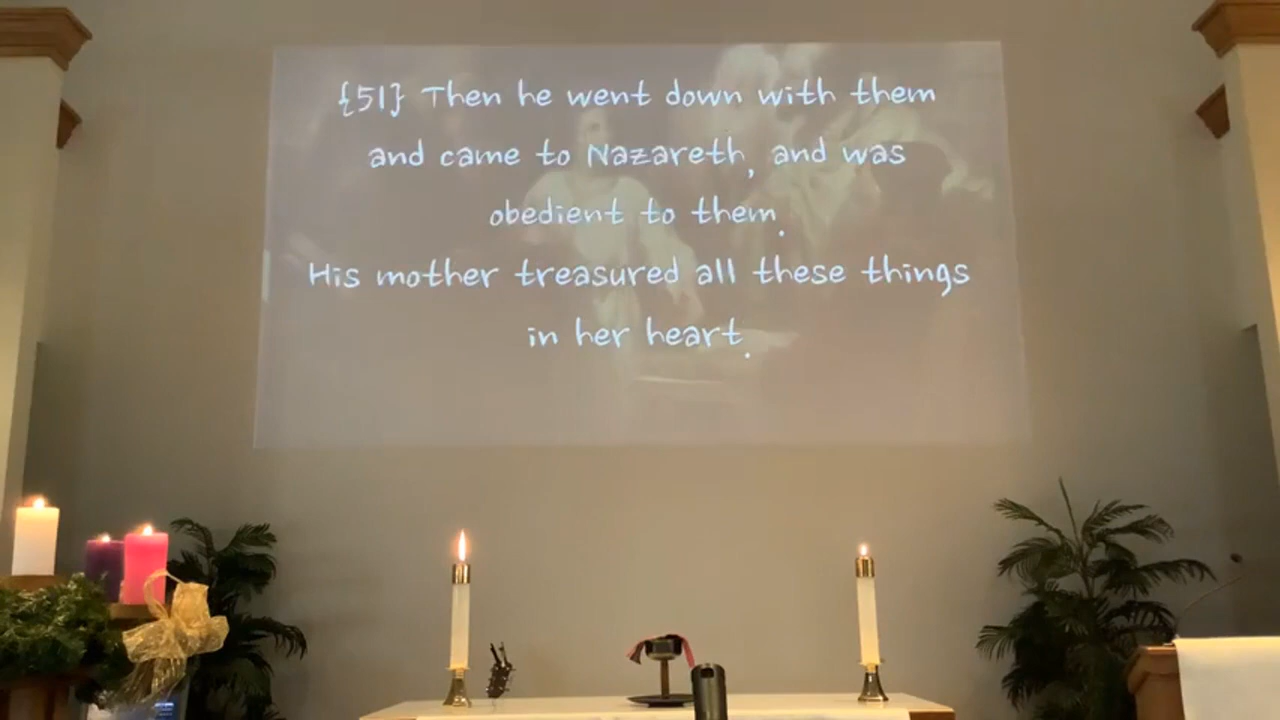 {51} Then he went down with them
and came to Nazareth, and was
obedient to them.
His mother treasured all these things
in her heart.